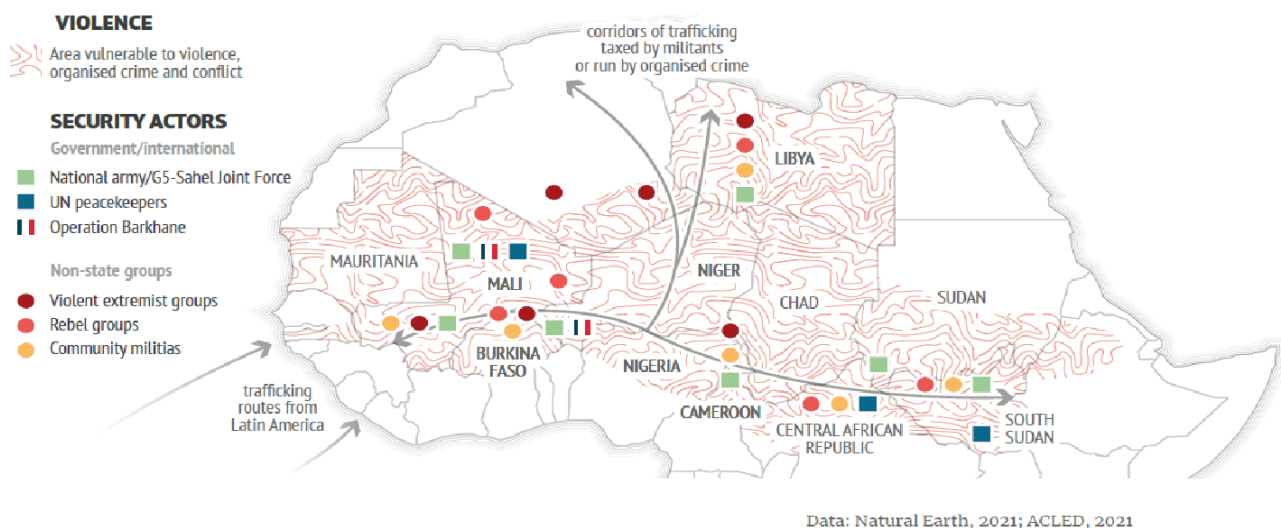 VIOLENCE
Area vulnerable to violence,
organised crime and conflict
SECURITY ACTORS
Government/international
National army/G5-Sahel Joint Force
UN peacekeepers
Operation Barkhane
Non-state groups
Violent extremist groups
Rebel groups
Community militias
corridors of trafficking
taxed by militants
or run by organised crime
LIBYA
MAURITANIA
MALI
NIGER
CHAD
SUDAN
BURKINA
FASO
NIGERIA
CAMEROON
CENTRAL AFRICAN
REPUBLIC
SOUTH
SUDAN
trafficking
routes from
Latin America
Data: Natural Earth, 2021; ACLED, 2021